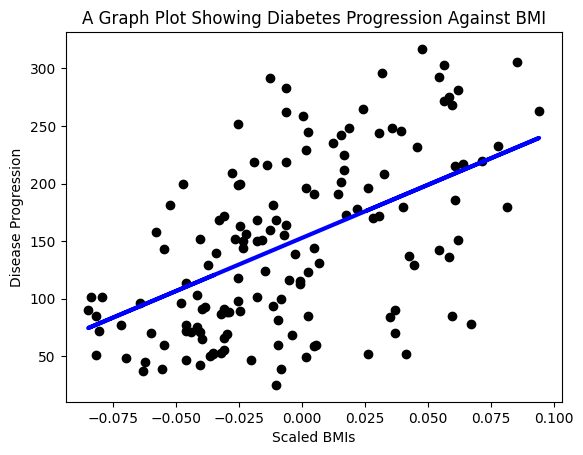 A Graph Plot Showing Diabetes Progression Against BMI
300
250
200
150
100
50
Disease Progression
−0.075 −0.050 −0.025 0.000 0.025 0.050 0.075 0.100
Scaled BMIs